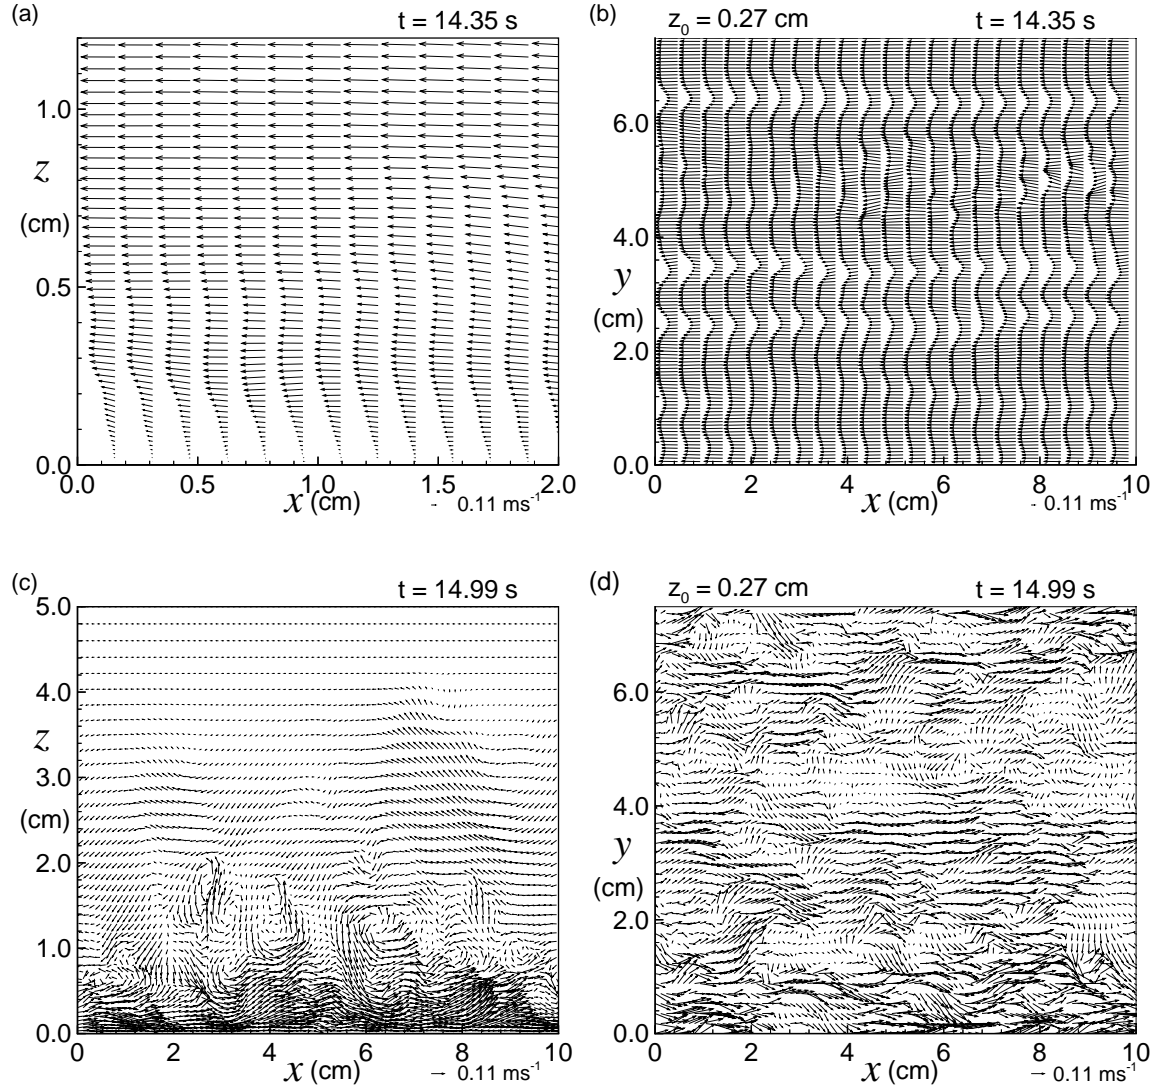 (a) t = 14.35 s
1.0
z
(cm)
0.5
0.0
0.0 0.5 1.0 1.5 2.0
x (cm) → 0.11 ms⁻¹
(b) z₀ = 0.27 cm t = 14.35 s
6.0
4.0
y
(cm)
2.0
0.0
0 2 4 6 8 10
x (cm) → 0.11 ms⁻¹
(c) t = 14.99 s
5.0
4.0
z
3.0
(cm)
2.0
1.0
0.0
0 2 4 6 8 10
x (cm) → 0.11 ms⁻¹
(d) z₀ = 0.27 cm t = 14.99 s
6.0
4.0
y
(cm)
2.0
0.0
0 2 4 6 8 10
x (cm) → 0.11 ms⁻¹